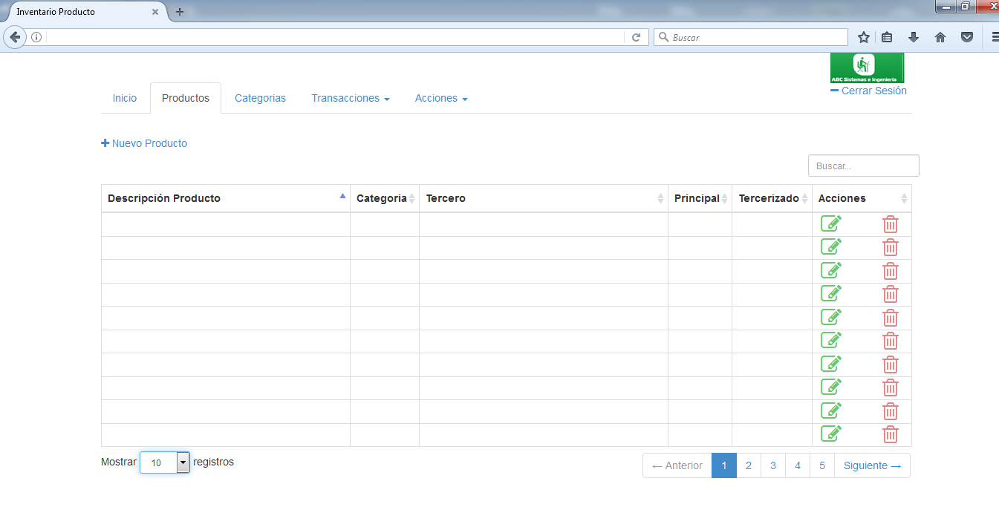 Inventario Producto
Buscar
ABC Sistemas e Ingenieria
Cerrar Sesión
Inicio Productos Categorias Transacciones Acciones
Nuevo Producto
Buscar...
Descripción Producto Categoria Tercero Principal Tercerizado Acciones
Mostrar 10 registros
← Anterior 1 2 3 4 5 Siguiente →